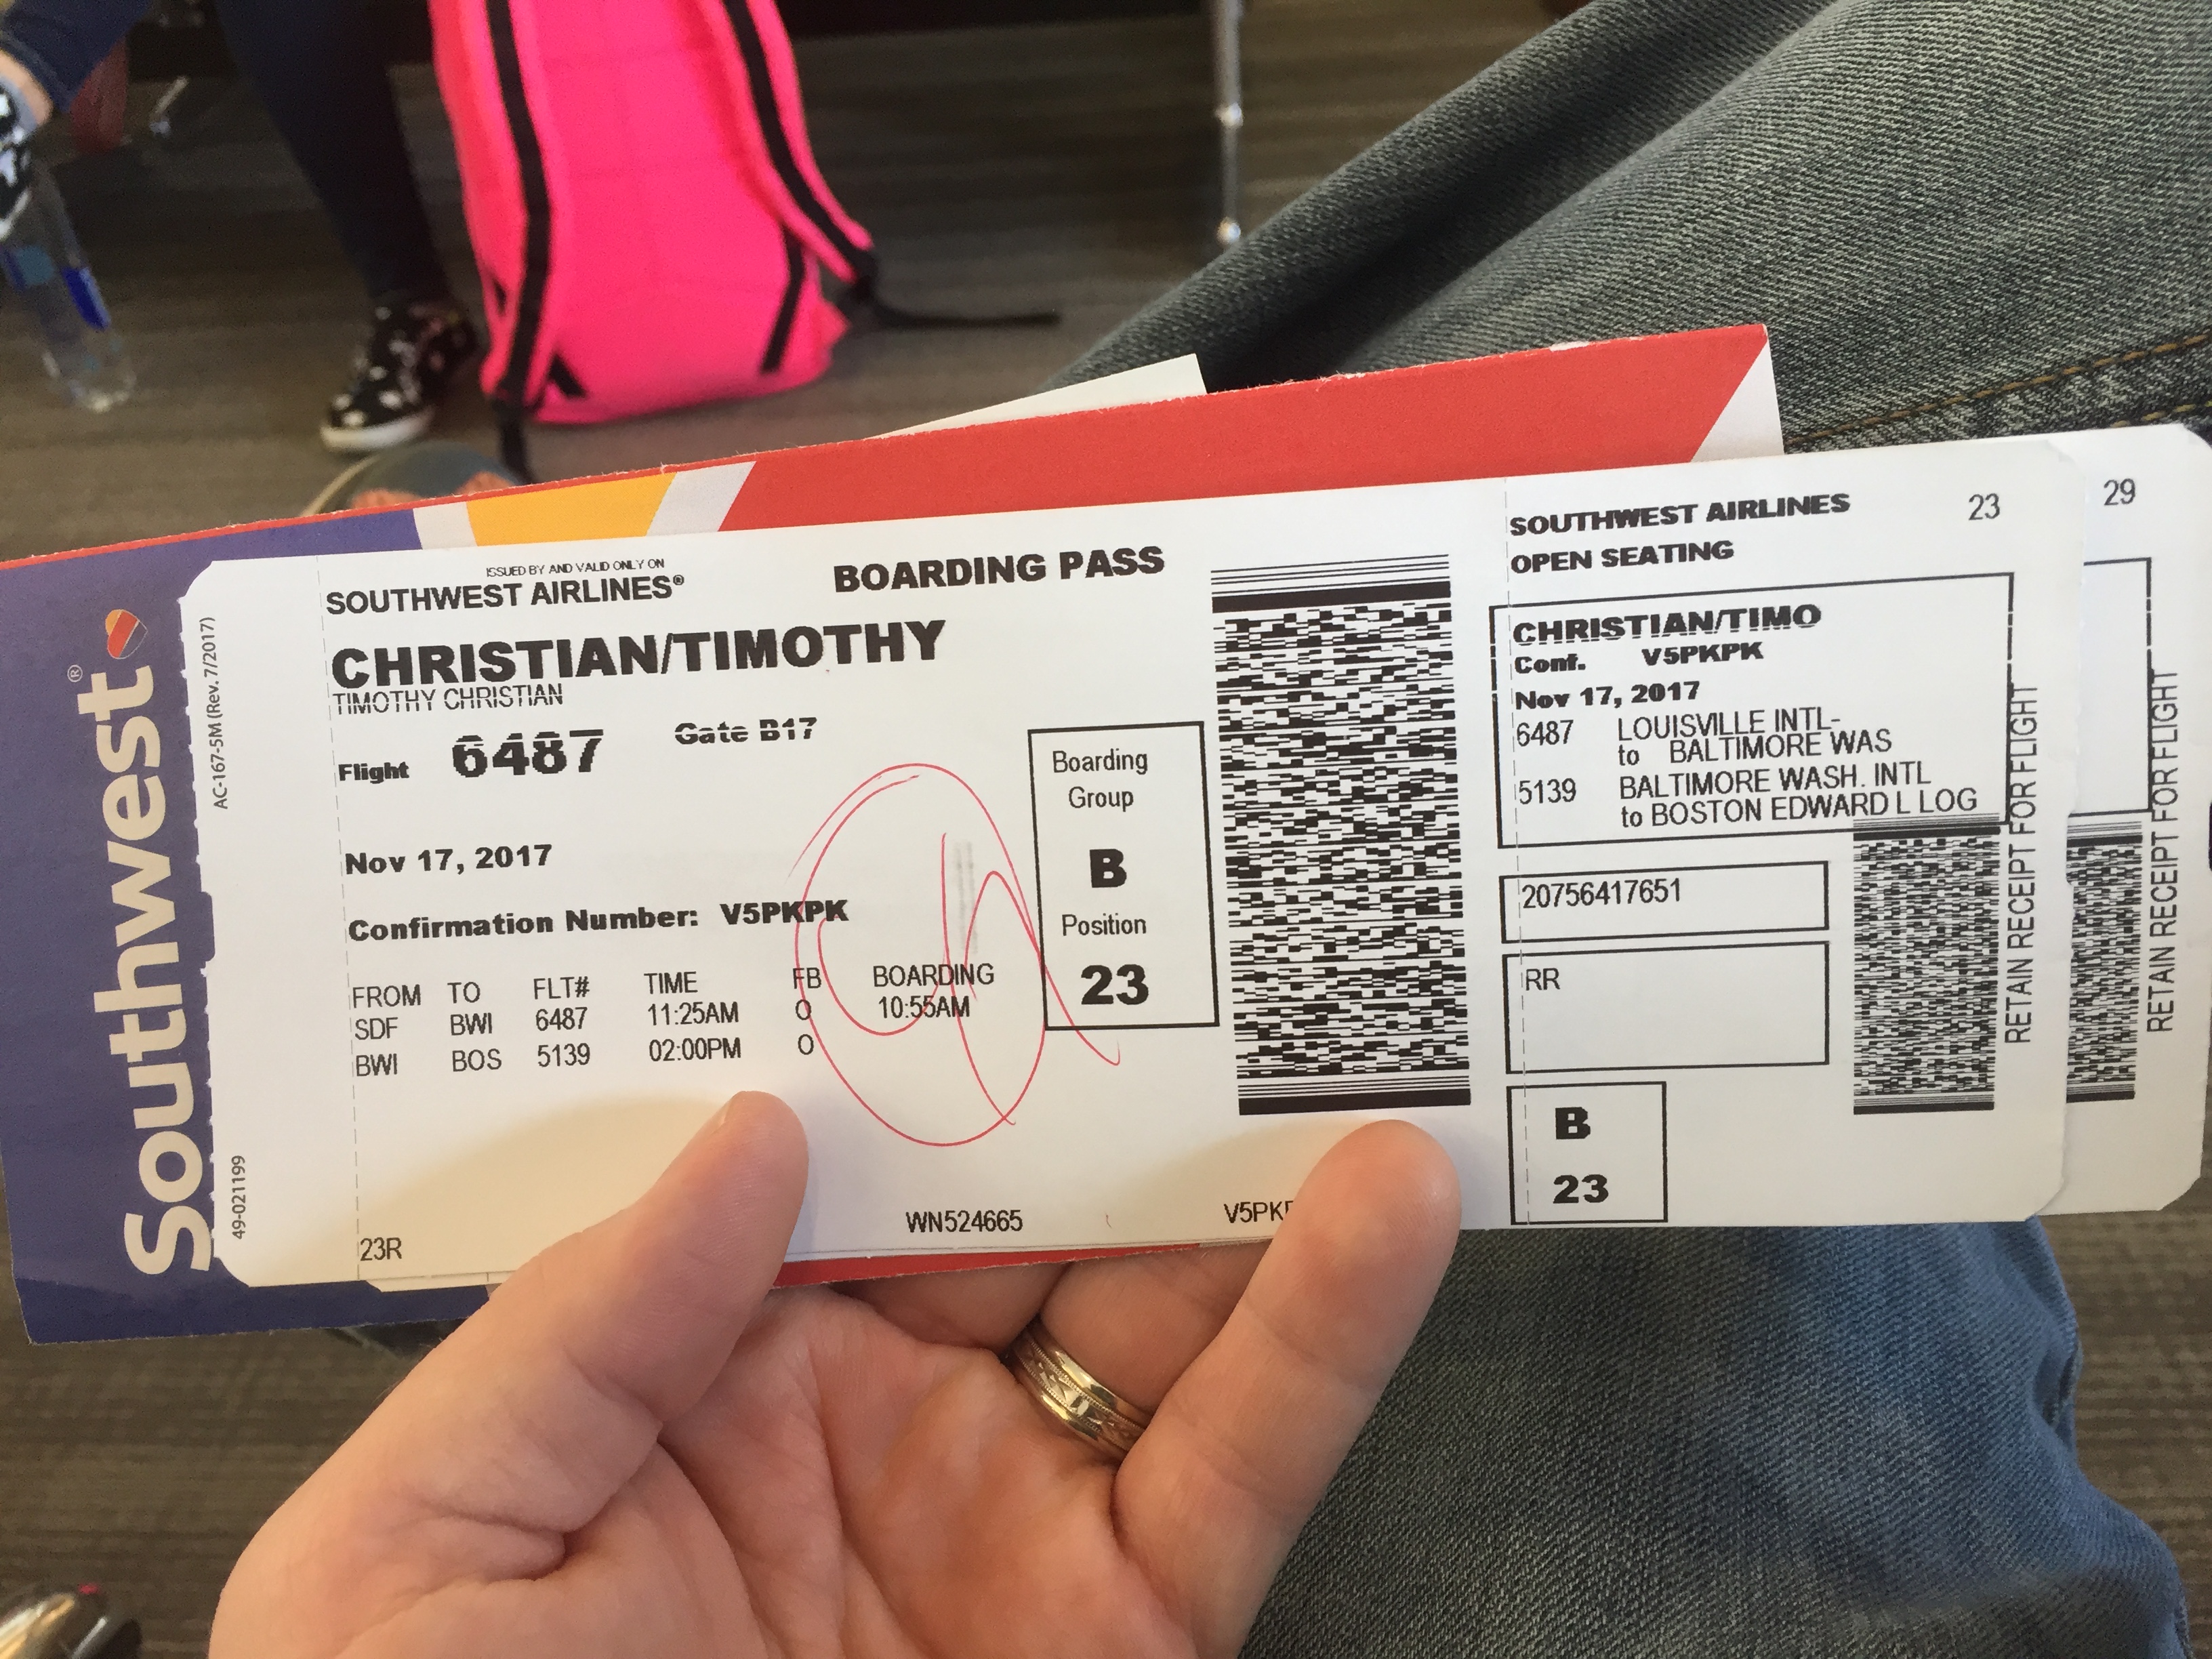 Southwest®
AC-167-5M (Rev. 7/2017)
49-021199
ISSUED BY AND VALID ONLY ON
SOUTHWEST AIRLINES®
BOARDING PASS
CHRISTIAN/TIMOTHY
TIMOTHY CHRISTIAN
Flight 6487 Gate B17
Nov 17, 2017
Confirmation Number: V5PKPK
FROM TO FLT# TIME FB BOARDING
SDF BWI 6487 11:25AM O 10:55AM
BWI BOS 5139 02:00PM O
Boarding
Group
B
Position
23
23R
WN524665
SOUTHWEST AIRLINES 23
OPEN SEATING
CHRISTIAN/TIMO
Conf. V5PKPK
Nov 17, 2017
6487 LOUISVILLE INTL-
to BALTIMORE WAS
5139 BALTIMORE WASH. INTL
to BOSTON EDWARD L LOG
20756417651
RR
B
23
RETAIN RECEIPT FOR FLIGHT
29
RETAIN RECEIPT FOR FLIGHT